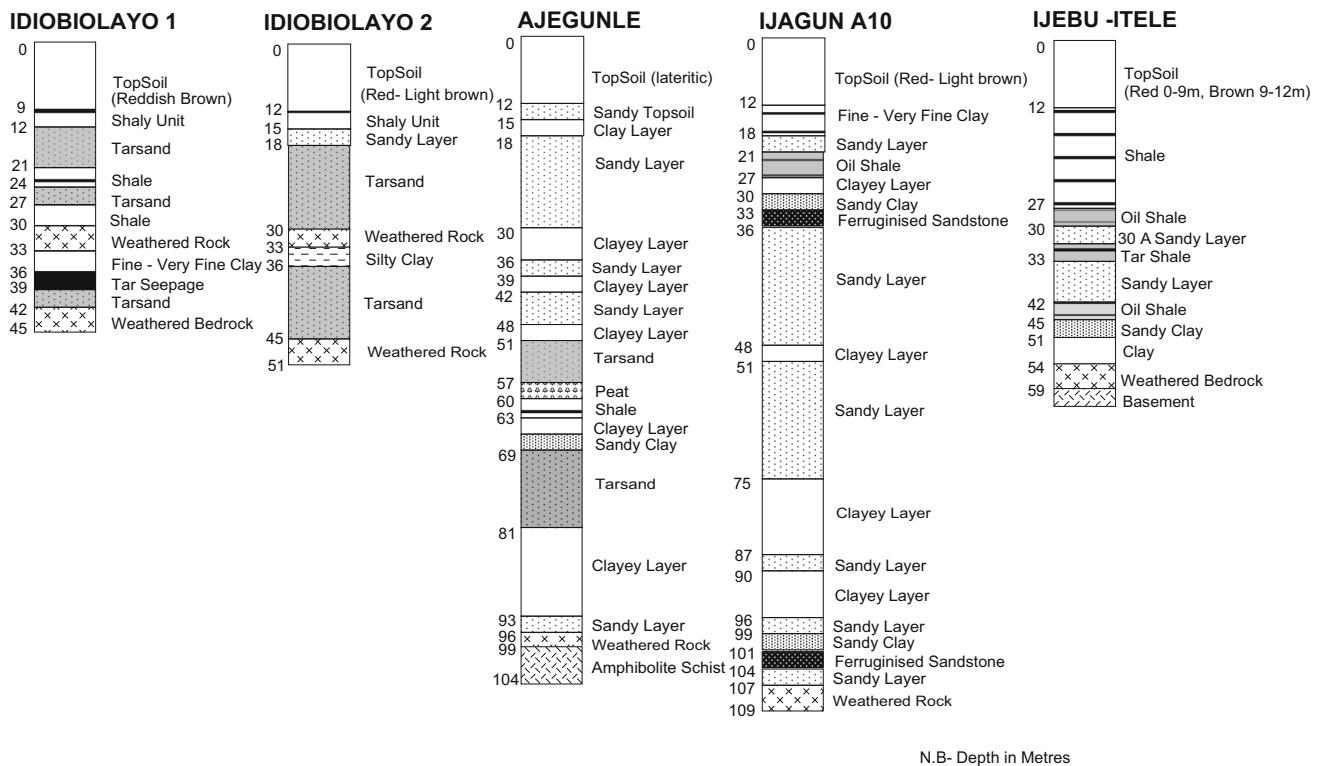 IDIOBIOLAYO 1
0
TopSoil
(Reddish Brown)
9
Shaly Unit
12
Tarsand
21
Shale
24
Tarsand
27
Shale
30
Weathered Rock
33
Fine - Very Fine Clay
36
Tar Seepage
39
Tarsand
42
Weathered Bedrock
45
IDIOBIOLAYO 2
0
TopSoil
(Red- Light brown)
12
Shaly Unit
15
Sandy Layer
18
Tarsand
30
Weathered Rock
33
Silty Clay
36
Tarsand
45
Weathered Rock
51
AJEGUNLE
0
TopSoil (lateritic)
12
Sandy Topsoil
15
Clay Layer
18
Sandy Layer
30
Clayey Layer
36
Sandy Layer
39
Clayey Layer
42
Sandy Layer
48
Clayey Layer
51
Tarsand
57
Peat
60
Shale
63
Clayey Layer
Sandy Clay
69
Tarsand
81
Clayey Layer
93
Sandy Layer
96
Weathered Rock
99
Amphibolite Schist
104
IJAGUN A10
0
TopSoil (Red- Light brown)
12
Fine - Very Fine Clay
18
Sandy Layer
21
Oil Shale
27
Clayey Layer
30
Sandy Clay
33
Ferruginised Sandstone
36
Sandy Layer
48
Clayey Layer
51
Sandy Layer
75
Clayey Layer
87
Sandy Layer
90
Clayey Layer
96
Sandy Layer
99
Sandy Clay
101
Ferruginised Sandstone
104
Sandy Layer
107
Weathered Rock
109
IJEBU -ITELE
0
TopSoil
(Red 0-9m, Brown 9-12m)
12
Shale
27
Oil Shale
30
30 A Sandy Layer
Tar Shale
33
Sandy Layer
42
Oil Shale
45
Sandy Clay
51
Clay
54
Weathered Bedrock
59
Basement
N.B- Depth in Metres